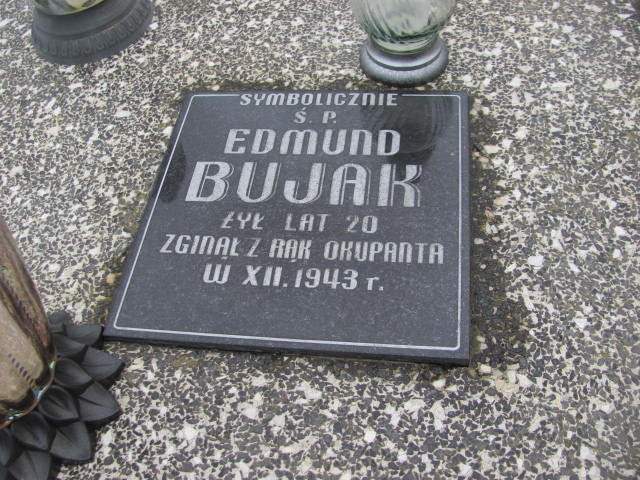 SYMBOLICZNIE
Ś. P.
EDMUND
BUJAK
ŻYŁ LAT 20
ZGINĄŁ Z RĄK OKUPANTA
W XII. 1943 r.